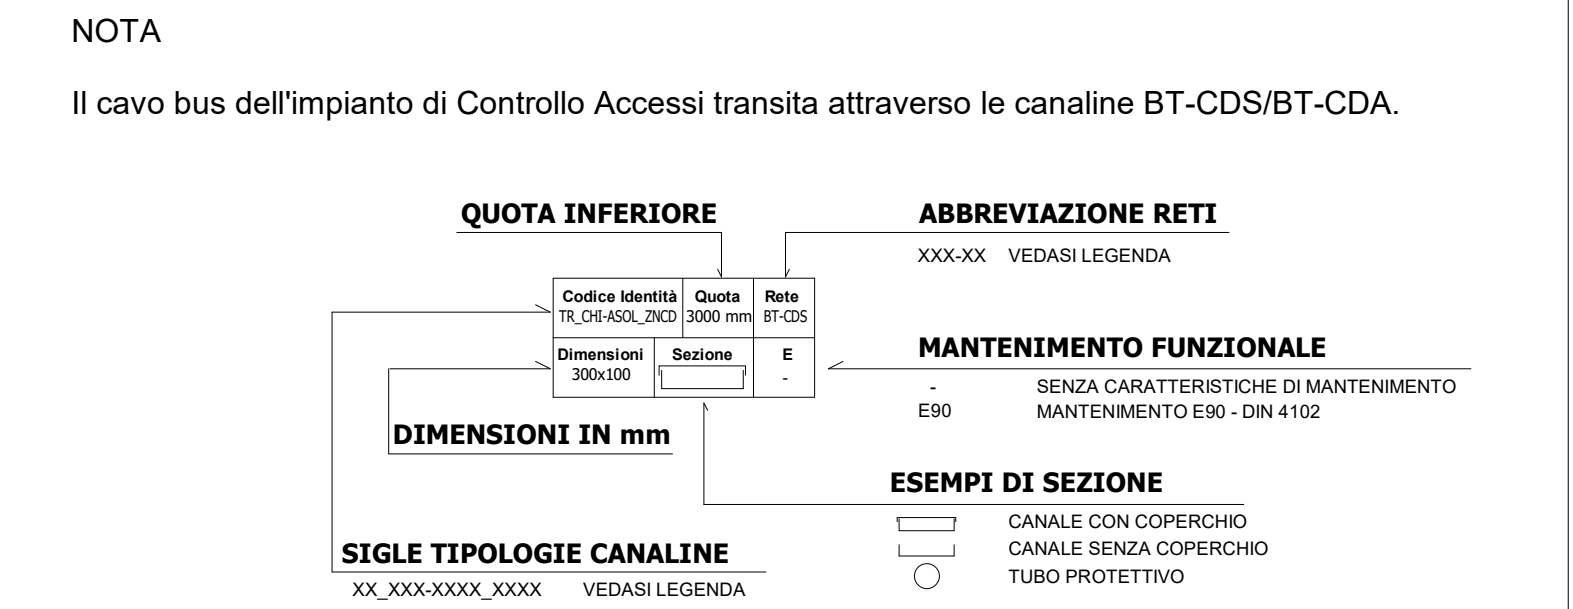 NOTA
Il cavo bus dell'impianto di Controllo Accessi transita attraverso le canaline BT-CDS/BT-CDA.
QUOTA INFERIORE
ABBREVIAZIONE RETI
XXX-XX VEDASI LEGENDA
Codice Identità Quota Rete
TR_CHI-ASOL_ZNCD 3000 mm BT-CDS
Dimensioni Sezione E
300x100 -
MANTENIMENTO FUNZIONALE
- SENZA CARATTERISTICHE DI MANTENIMENTO
E90 MANTENIMENTO E90 - DIN 4102
DIMENSIONI IN mm
ESEMPI DI SEZIONE
CANALE CON COPERCHIO
CANALE SENZA COPERCHIO
TUBO PROTETTIVO
SIGLE TIPOLOGIE CANALINE
XX_XXX-XXXX_XXXX VEDASI LEGENDA